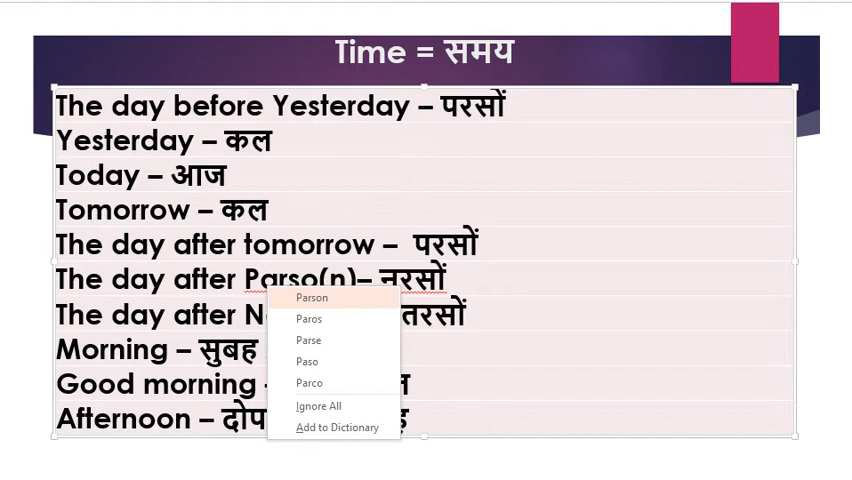 Time = समय
The day before Yesterday – परसों
Yesterday – कल
Today – आज
Tomorrow – कल
The day after tomorrow – परसों
The day after Parso(n)– नरसों
The day after तरसों
Morning – सुबह
Good morning
Afternoon –
Parson
Paros
Parse
Paso
Parco
Ignore All
Add to Dictionary